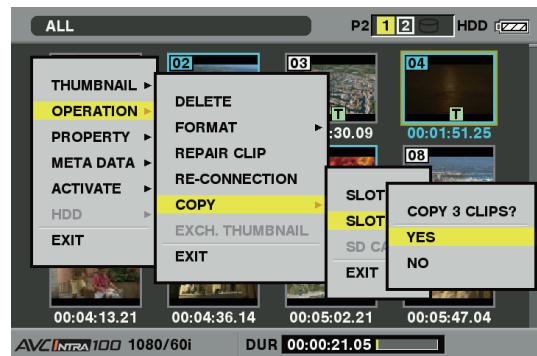 ALL
P2 1 2 HDD
02
03
04
THUMBNAIL
OPERATION
PROPERTY
META DATA
ACTIVATE
HDD
EXIT
DELETE
FORMAT
REPAIR CLIP
RE-CONNECTION
COPY
EXCH. THUMBNAIL
EXIT
T
:30.09
T
00:01:51.25
08
SLOT
SLOT
SD CA
EXIT
COPY 3 CLIPS?
YES
NO
00:04:13.21
00:04:36.14
00:05:02.21
00:05:47.04
AVC INTRA 100 1080/60i
DUR 00:00:21.05